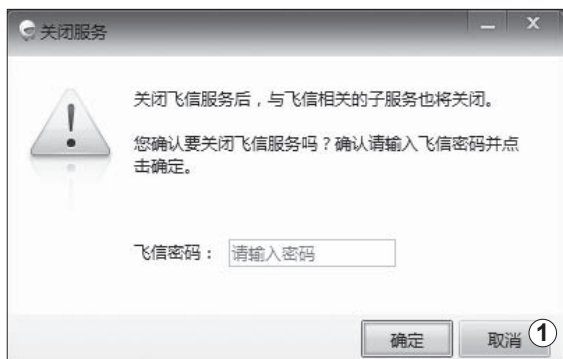 关闭服务
关闭飞信服务后，与飞信相关的子服务也将关闭。
您确认要关闭飞信服务吗？确认请输入飞信密码并点
击确定。
飞信密码： 请输入密码
确定 取消 1